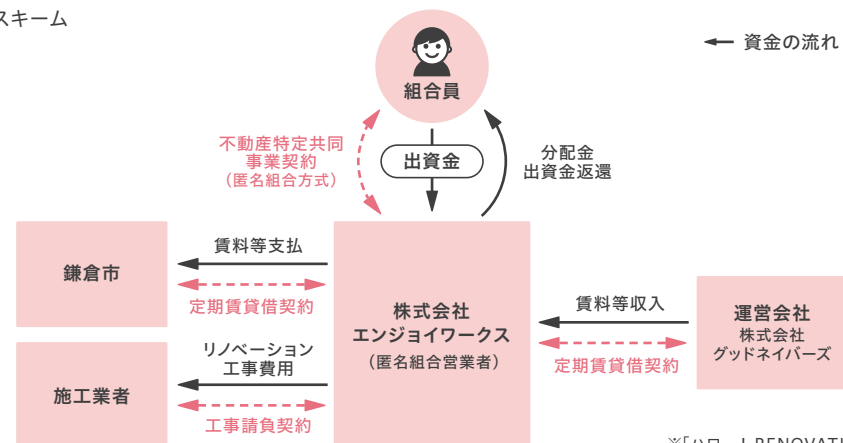 スキーム
資金の流れ
組合員
不動産特定共同
事業契約
（匿名組合方式）
出資金
分配金
出資金返還
鎌倉市
賃料等支払
定期賃貸借契約
株式会社
エンジョイワークス
（匿名組合営業者）
賃料等収入
定期賃貸借契約
運営会社
株式会社
グッドネイバーズ
施工業者
リノベーション
工事費用
工事請負契約